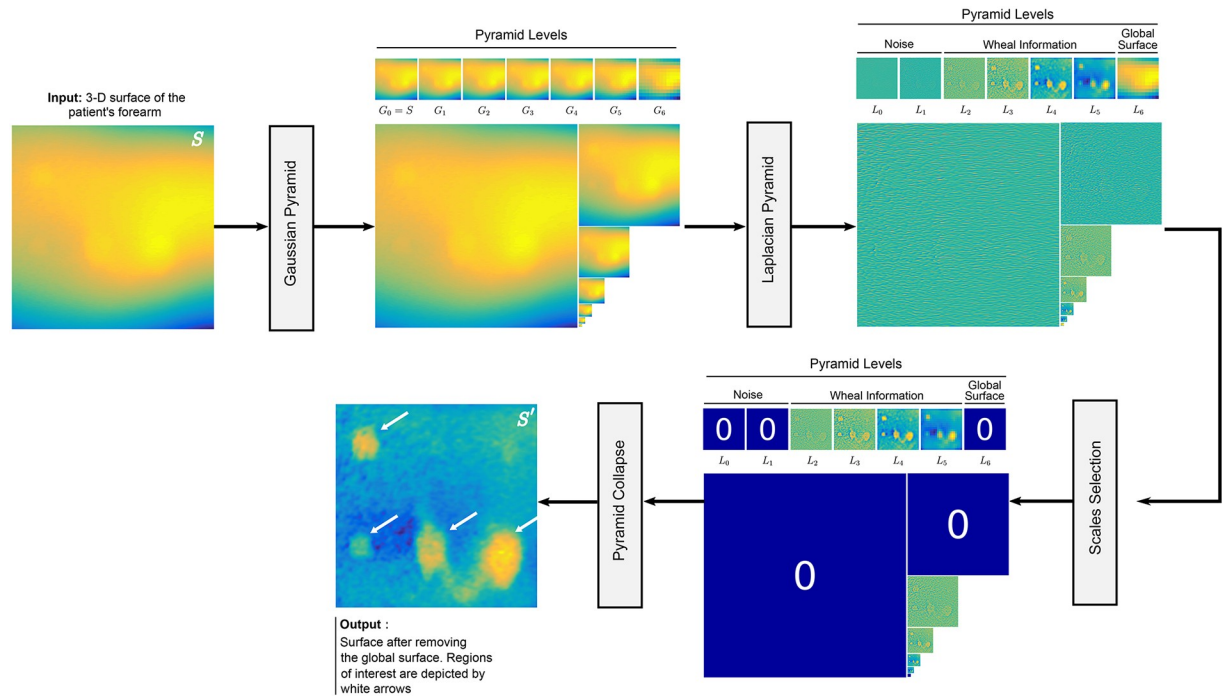 Input: 3-D surface of the
patient's forearm
S
Gaussian Pyramid
Pyramid Levels
G₀ = S G₁ G₂ G₃ G₄ G₅ G₆
Laplacian Pyramid
Pyramid Levels
Noise Wheal Information Global
Surface
L₀ L₁ L₂ L₃ L₄ L₅ L₆
Scales Selection
Pyramid Levels
Noise Wheal Information Global
Surface
0 0 0
L₀ L₁ L₂ L₃ L₄ L₅ L₆
0
0
Pyramid Collapse
S'
Output :
Surface after removing
the global surface. Regions
of interest are depicted by
white arrows